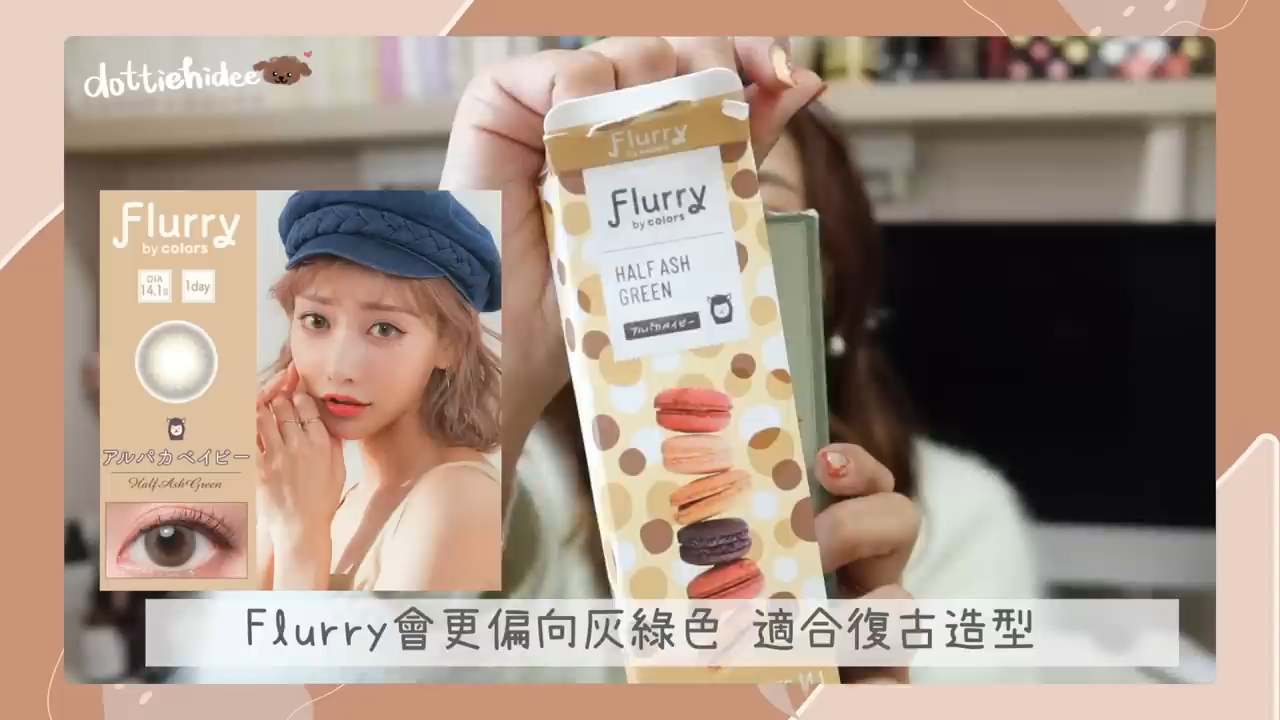 dottiehidee
Flurry
by colors
DIA
14.1
1day
アルパカベイビー
Half Ash Green
Flurry
Flurry
by colors
HALF ASH
GREEN
アルパカベイビー
Flurry會更偏向灰綠色 適合復古造型